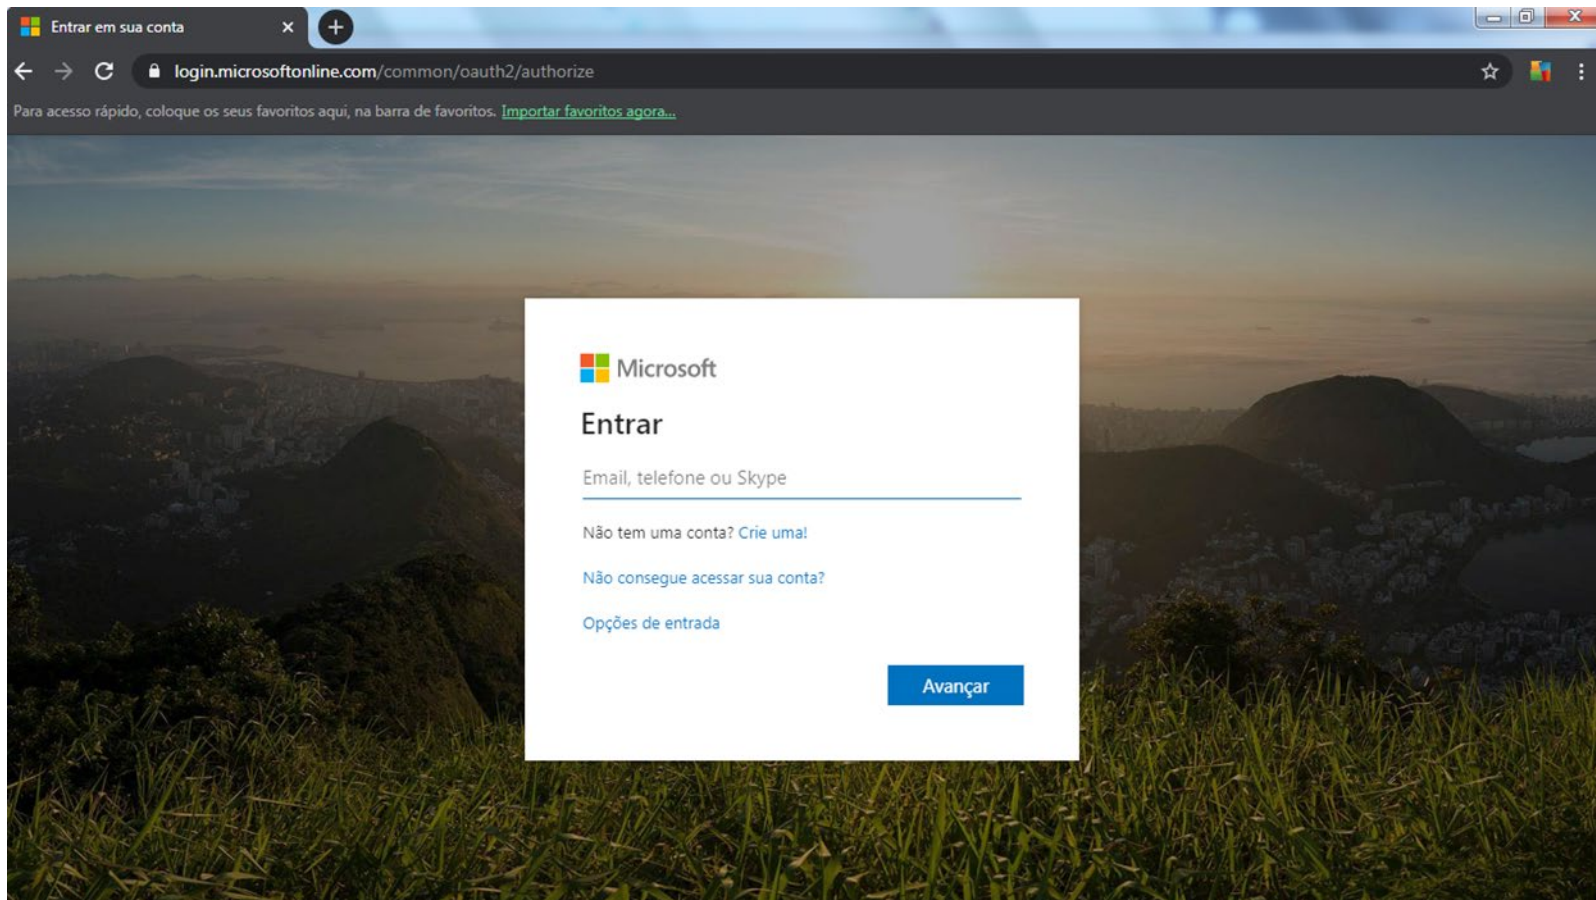 Entrar em sua conta
login.microsoftonline.com/common/oauth2/authorize
Para acesso rápido, coloque os seus favoritos aqui, na barra de favoritos. Importar favoritos agora...
Microsoft
Entrar
Email, telefone ou Skype
Não tem uma conta? Crie uma!
Não consegue acessar sua conta?
Opções de entrada
Avançar